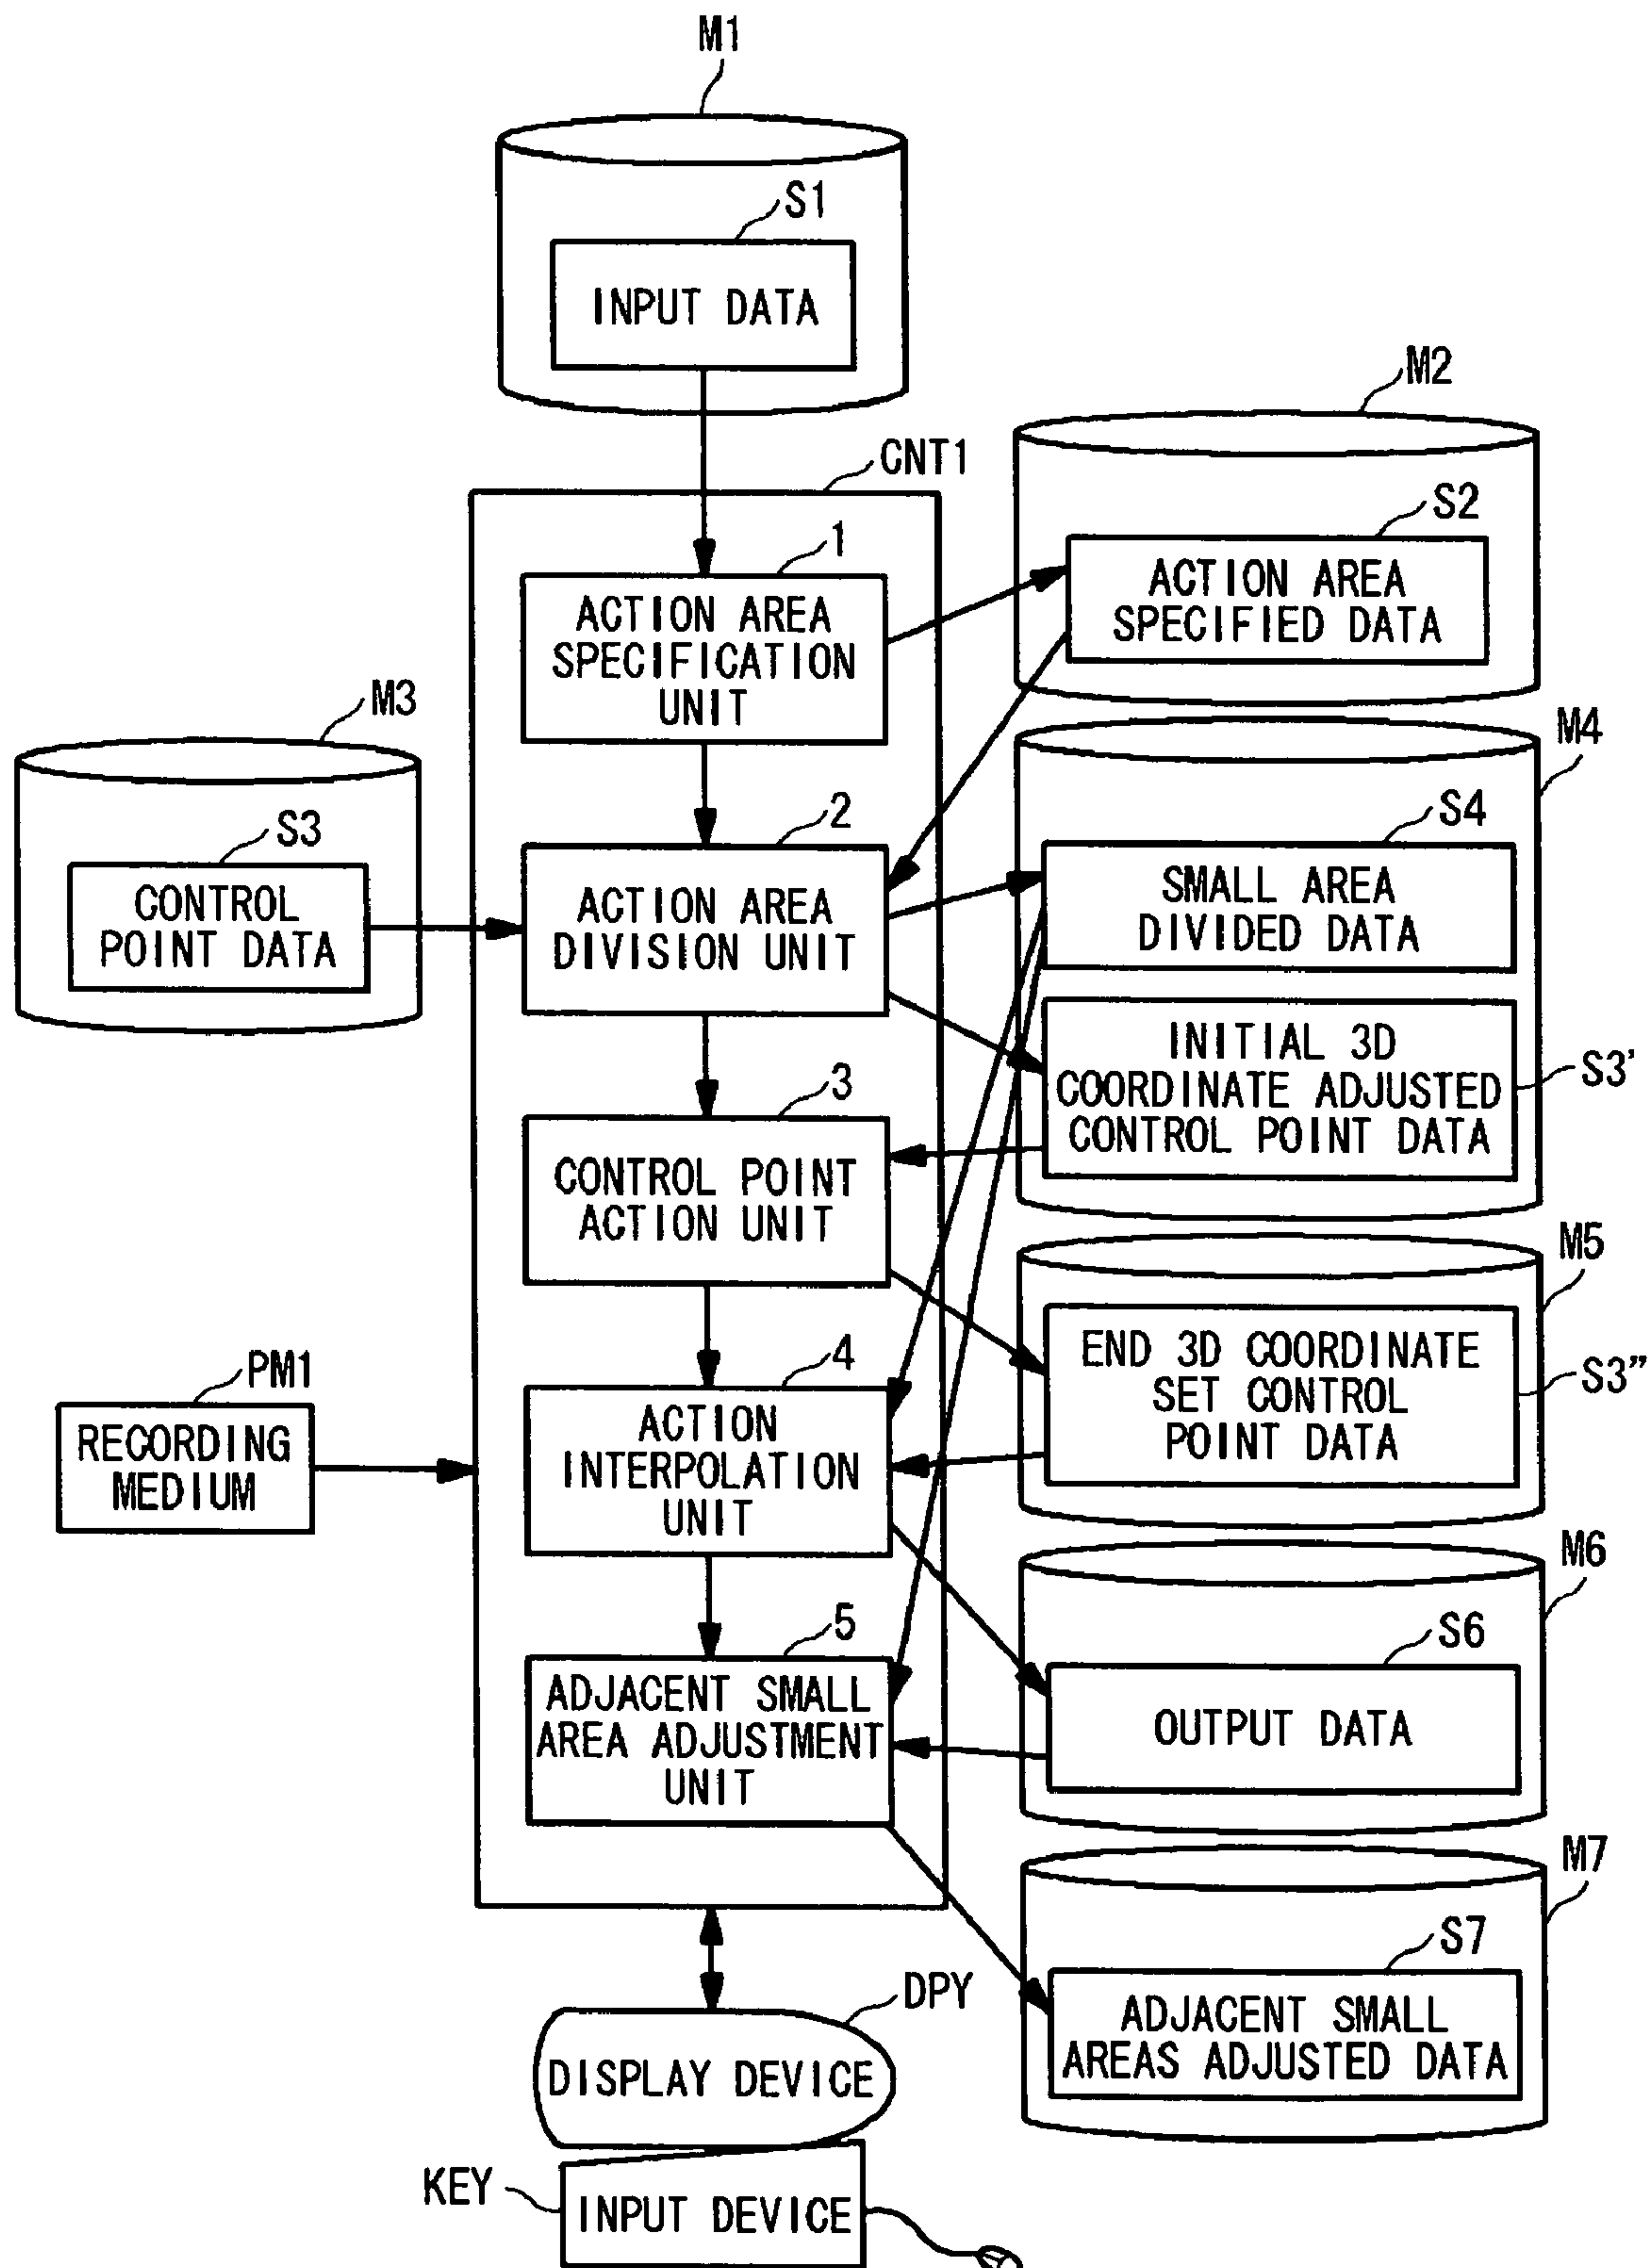 M1
S1
INPUT DATA
M2
CNT1
S2
ACTION AREA
SPECIFIED DATA
1
ACTION AREA
SPECIFICATION
UNIT
M3
S3
CONTROL
POINT DATA
M4
2
ACTION AREA
DIVISION UNIT
S4
SMALL AREA
DIVIDED DATA
INITIAL 3D
COORDINATE ADJUSTED
CONTROL POINT DATA
S3'
3
CONTROL POINT
ACTION UNIT
M5
END 3D COORDINATE
SET CONTROL
POINT DATA
S3"
PM1
RECORDING
MEDIUM
4
ACTION
INTERPOLATION
UNIT
M6
S6
OUTPUT DATA
5
ADJACENT SMALL
AREA ADJUSTMENT
UNIT
M7
S7
ADJACENT SMALL
AREAS ADJUSTED DATA
DPY
DISPLAY DEVICE
KEY
INPUT DEVICE